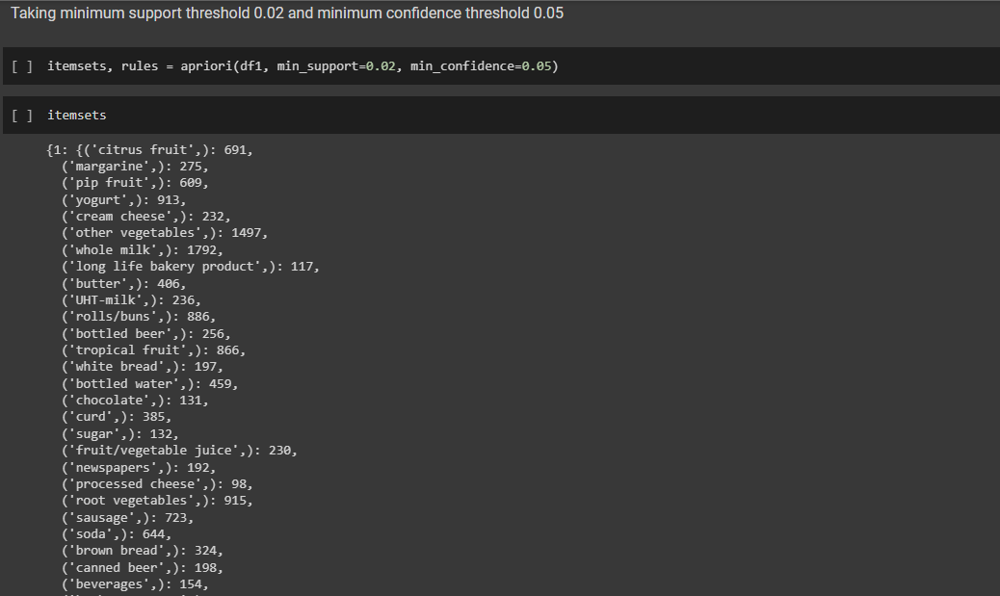 Taking minimum support threshold 0.02 and minimum confidence threshold 0.05
[ ] itemsets, rules = apriori(df1, min_support=0.02, min_confidence=0.05)
[ ] itemsets
{1: {('citrus fruit',): 691,
('margarine',): 275,
('pip fruit',): 609,
('yogurt',): 913,
('cream cheese',): 232,
('other vegetables',): 1497,
('whole milk',): 1792,
('long life bakery product',): 117,
('butter',): 406,
('UHT-milk',): 236,
('rolls/buns',): 886,
('bottled beer',): 256,
('tropical fruit',): 866,
('white bread',): 197,
('bottled water',): 459,
('chocolate',): 131,
('curd',): 385,
('sugar',): 132,
('fruit/vegetable juice',): 230,
('newspapers',): 192,
('processed cheese',): 98,
('root vegetables',): 915,
('sausage',): 723,
('soda',): 644,
('brown bread',): 324,
('canned beer',): 198,
('beverages',): 154,